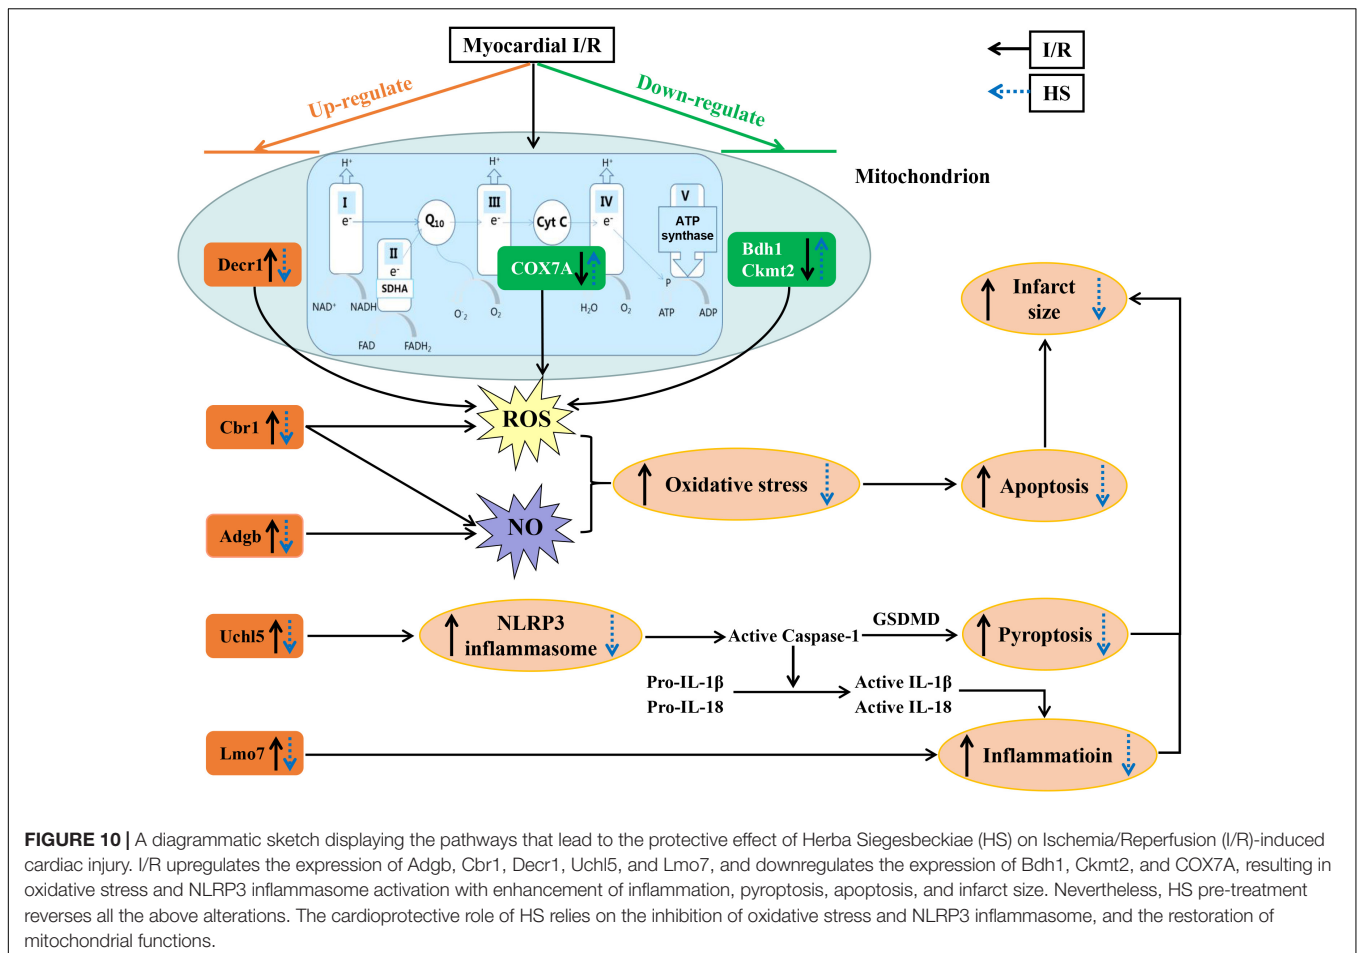 Myocardial I/R
I/R
HS
Up-regulate
Down-regulate
Mitochondrion
H⁺
H⁺
H⁺
I
e⁻
Q₁₀
III
e⁻
Cyt C
IV
e⁻
V
ATP
synthase
II
e⁻
SDHA
Decr1
COX7A
Bdh1
Ckmt2
NAD⁺
NADH
FAD
FADH₂
O⁻₂
O₂
H₂O
O₂
P
ATP
ADP
Infarct
size
Cbr1
ROS
Adgb
NO
Oxidative stress
Apoptosis
Uchl5
NLRP3
inflammasome
Active Caspase-1
GSDMD
Pyroptosis
Pro-IL-1β
Pro-IL-18
Active IL-1β
Active IL-18
Lmo7
Inflammatioin
FIGURE 10 | A diagrammatic sketch displaying the pathways that lead to the protective effect of Herba Siegesbeckiae (HS) on Ischemia/Reperfusion (I/R)-induced
cardiac injury. I/R upregulates the expression of Adgb, Cbr1, Decr1, Uchl5, and Lmo7, and downregulates the expression of Bdh1, Ckmt2, and COX7A, resulting in
oxidative stress and NLRP3 inflammasome activation with enhancement of inflammation, pyroptosis, apoptosis, and infarct size. Nevertheless, HS pre-treatment
reverses all the above alterations. The cardioprotective role of HS relies on the inhibition of oxidative stress and NLRP3 inflammasome, and the restoration of
mitochondrial functions.